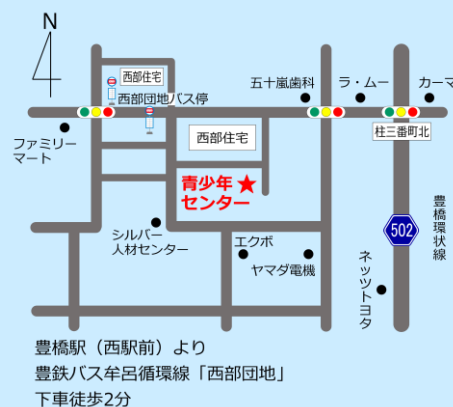 N
西部住宅
西部団地バス停
五十嵐歯科
ラ・ムー
カーマ
ファミリー
マート
西部住宅
柱三番町北
青少年
センター
豊橋環状線
502
シルバー
人材センター
エクボ
ヤマダ電機
ネッツトヨタ
豊橋駅（西駅前）より
豊鉄バス牟呂循環線「西部団地」
下車徒歩2分